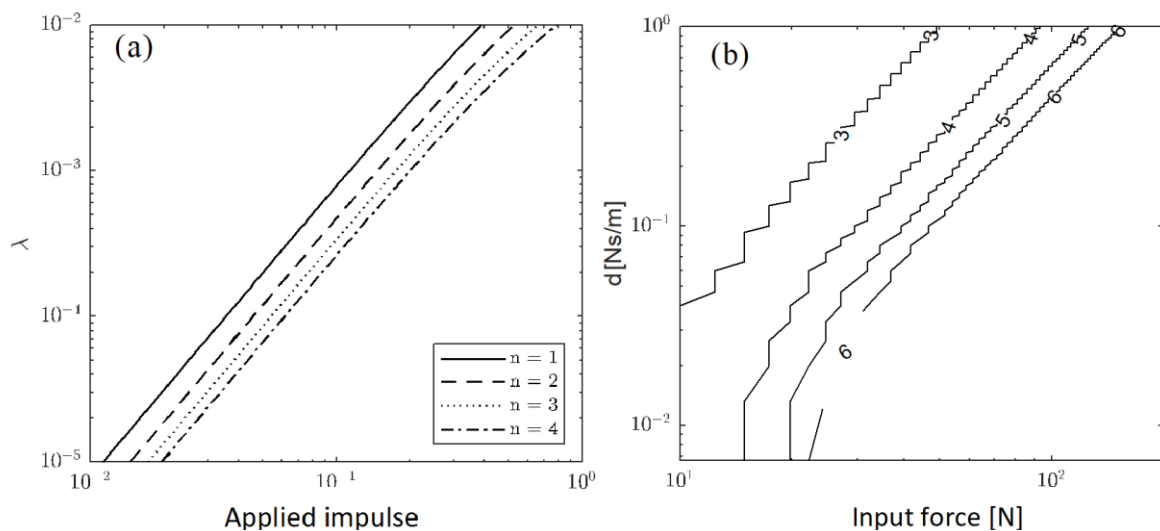 (a)
10⁻²
10⁻³
10⁻⁴
10⁻⁵
λ
n = 1
n = 2
n = 3
n = 4
10⁻² 10⁻¹ 10⁰
Applied impulse
(b)
10⁰
10⁻¹
10⁻²
d[Ns/m]
3 4 5 6
3 4 5 6
6
10¹ 10²
Input force [N]